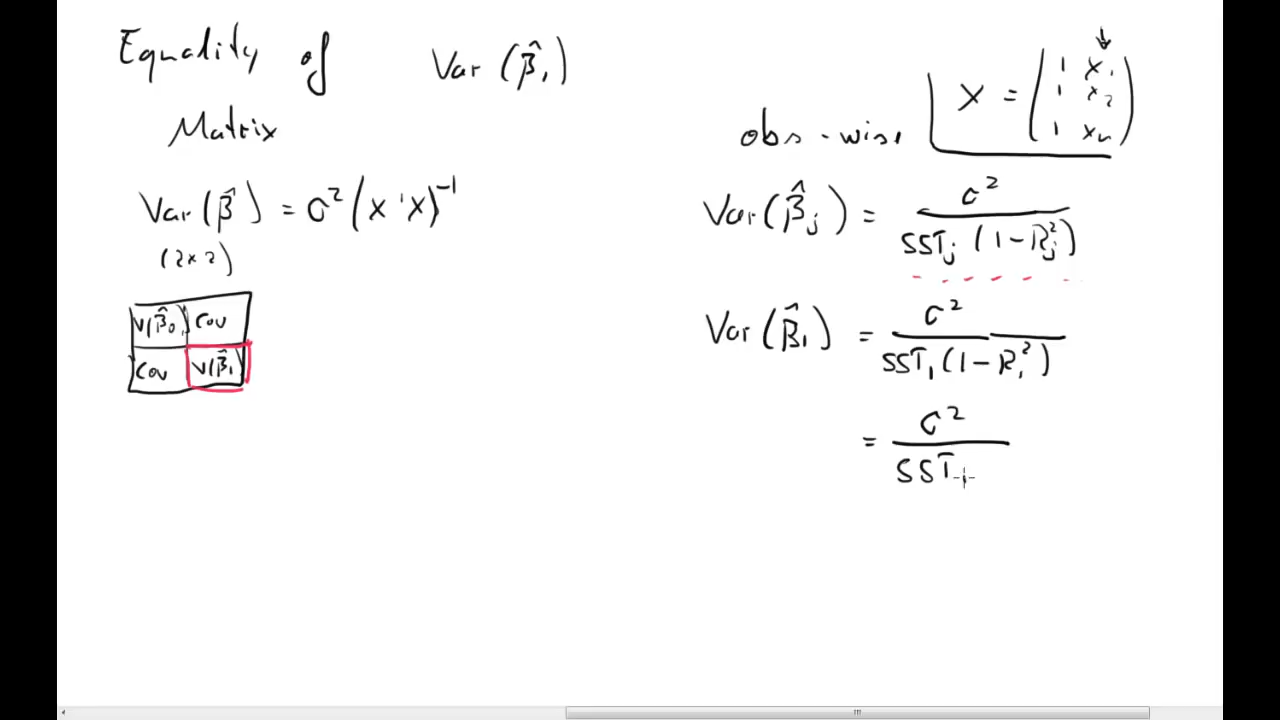 Equality of Var(β̂₁)
Matrix
Var(β̂) = σ²(X'X)⁻¹
(2×2)
V(β̂₀) Cov
Cov V(β̂₁)
X = ( 1 x₁
1 x₂
1 xₙ )
obs-wise
Var(β̂ⱼ) = σ² / SSTⱼ (1 − Rⱼ²)
Var(β̂₁) = σ² / SST₁ (1 − R₁²)
= σ² / SST